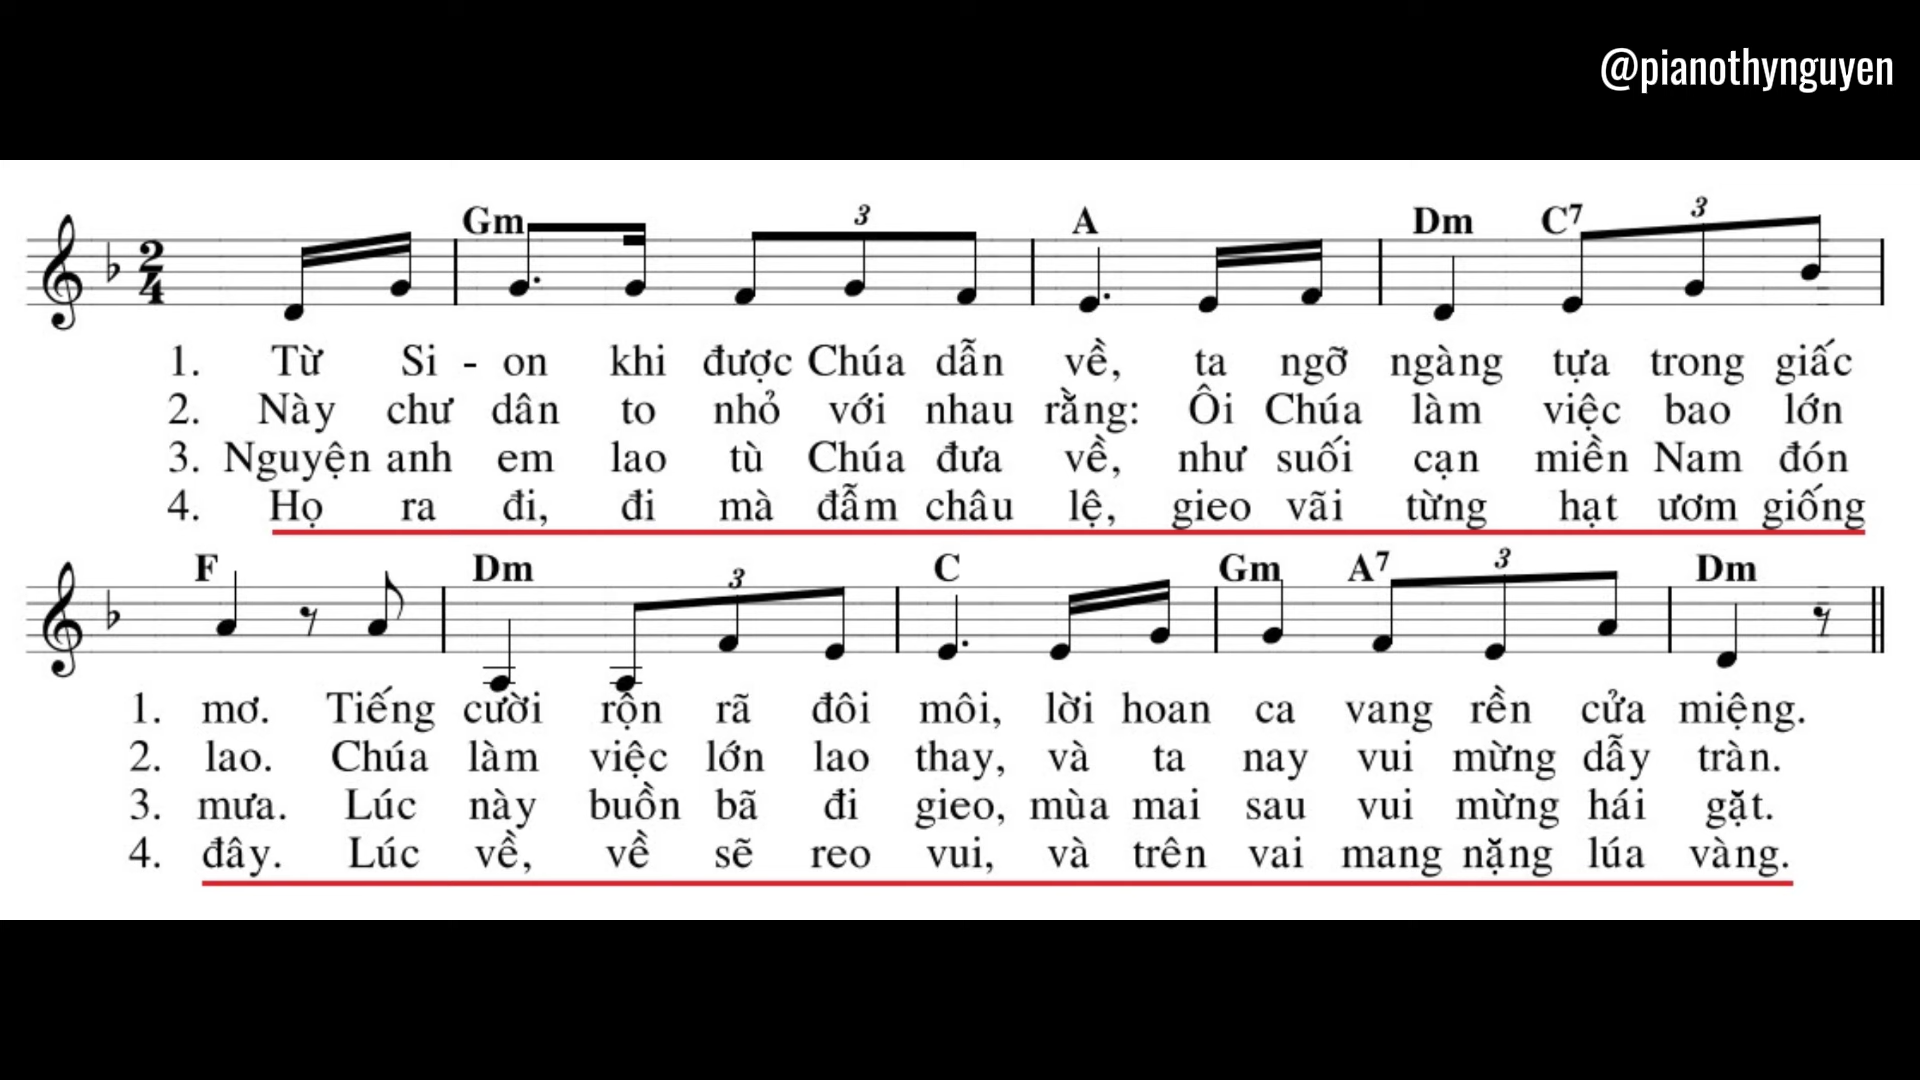 @pianothynguyen
Gm 3 A Dm C7 3
2
4
1. Từ Si - on khi được Chúa dẫn về, ta ngỡ ngàng tựa trong giấc
2. Này chư dân to nhỏ với nhau rằng: Ôi Chúa làm việc bao lớn
3. Nguyện anh em lao tù Chúa đưa về, như suối cạn miền Nam đón
4. Họ ra đi, đi mà đẫm châu lệ, gieo vãi từng hạt ươm giống
F Dm 3 C Gm A7 3 Dm
1. mơ. Tiếng cười rộn rã đôi môi, lời hoan ca vang rền cửa miệng.
2. lao. Chúa làm việc lớn lao thay, và ta nay vui mừng dẫy tràn.
3. mưa. Lúc này buồn bã đi gieo, mùa mai sau vui mừng hái gặt.
4. đây. Lúc về, về sẽ reo vui, và trên vai mang nặng lúa vàng.